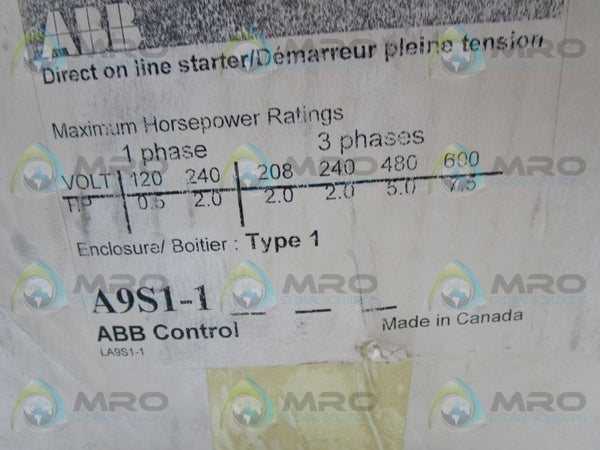 ABB
Direct on line starter/Démarreur pleine tension
Maximum Horsepower Ratings
1 phase 3 phases
VOLT 120 240 208 240 480 600
HP 0.5 2.0 2.0 2.0 5.0 7.5
Enclosure/ Boitier : Type 1
A9S1-1 _ _ _
ABB Control Made in Canada
LA9S1-1
MRO
GLOBAL SOLUTIONS